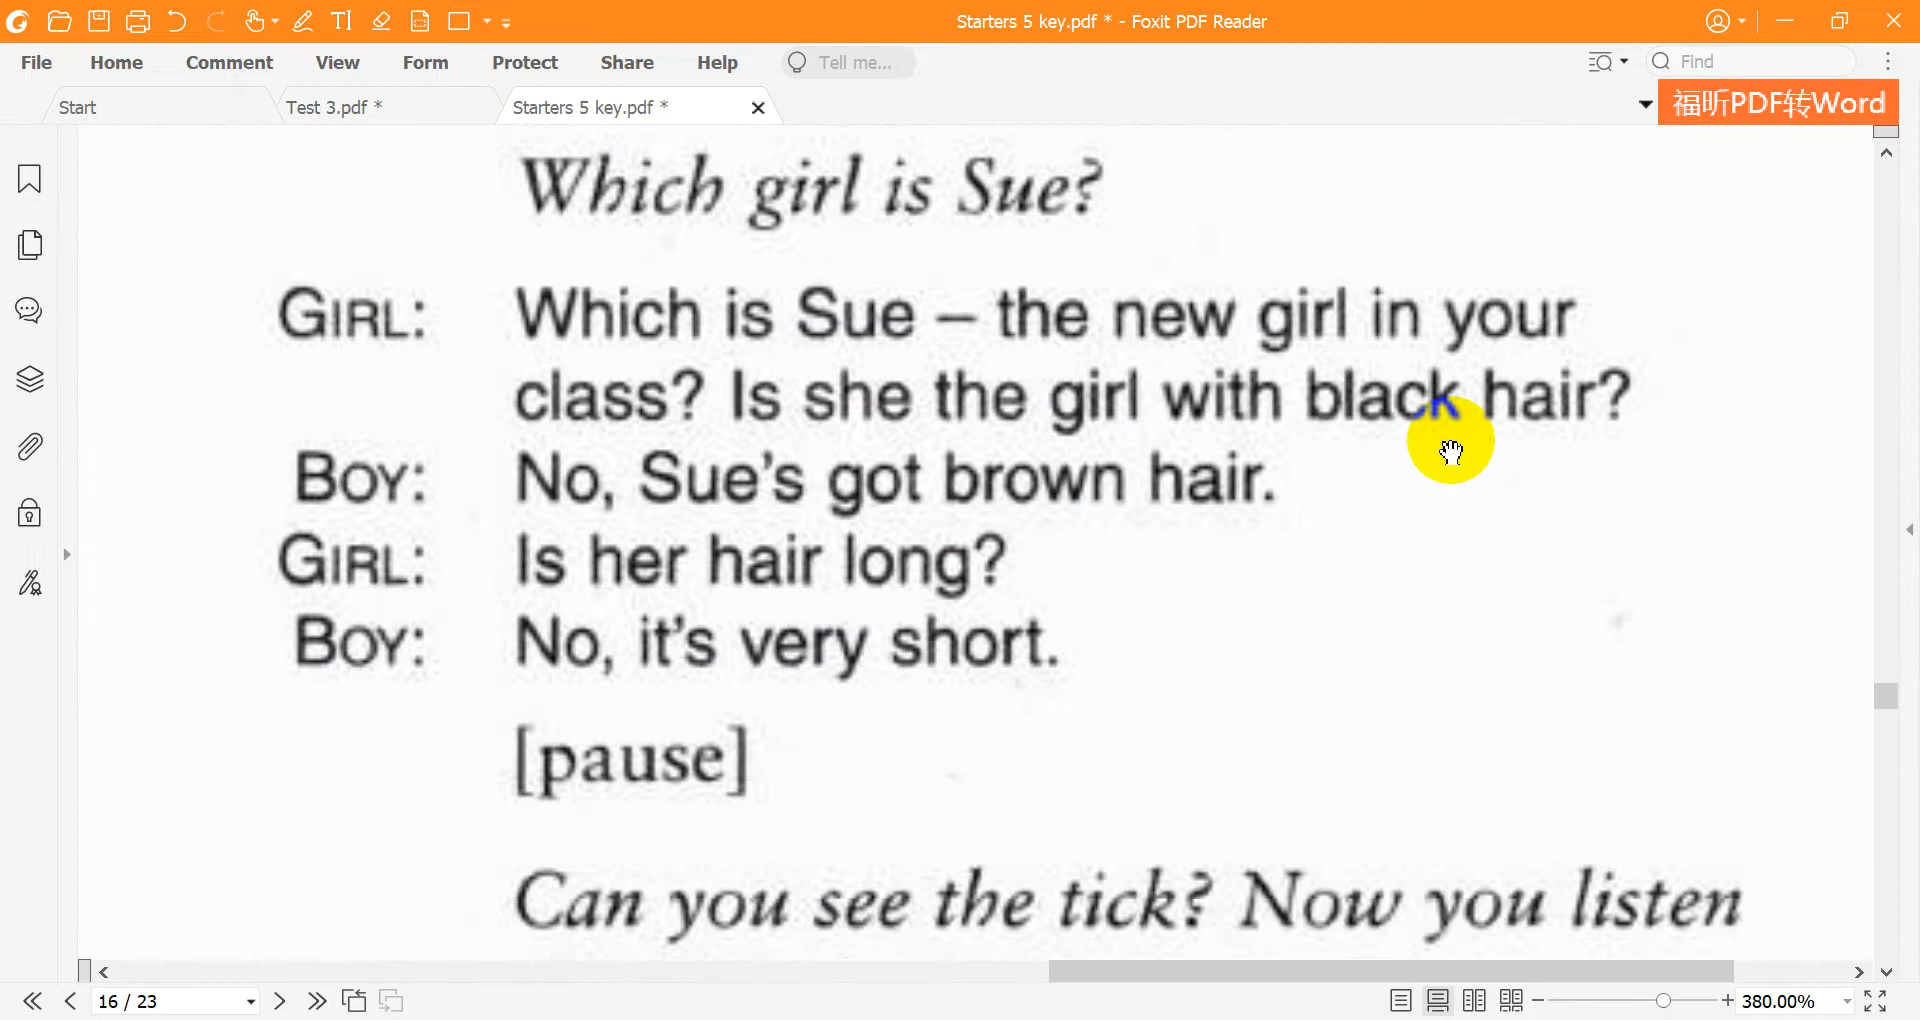 Starters 5 key.pdf * - Foxit PDF Reader
File Home Comment View Form Protect Share Help Tell me... Find
Start Test 3.pdf * Starters 5 key.pdf * 福昕PDF转Word
Which girl is Sue?
GIRL: Which is Sue – the new girl in your
class? Is she the girl with black hair?
BOY: No, Sue's got brown hair.
GIRL: Is her hair long?
BOY: No, it's very short.
[pause]
Can you see the tick? Now you listen
16 / 23 380.00%